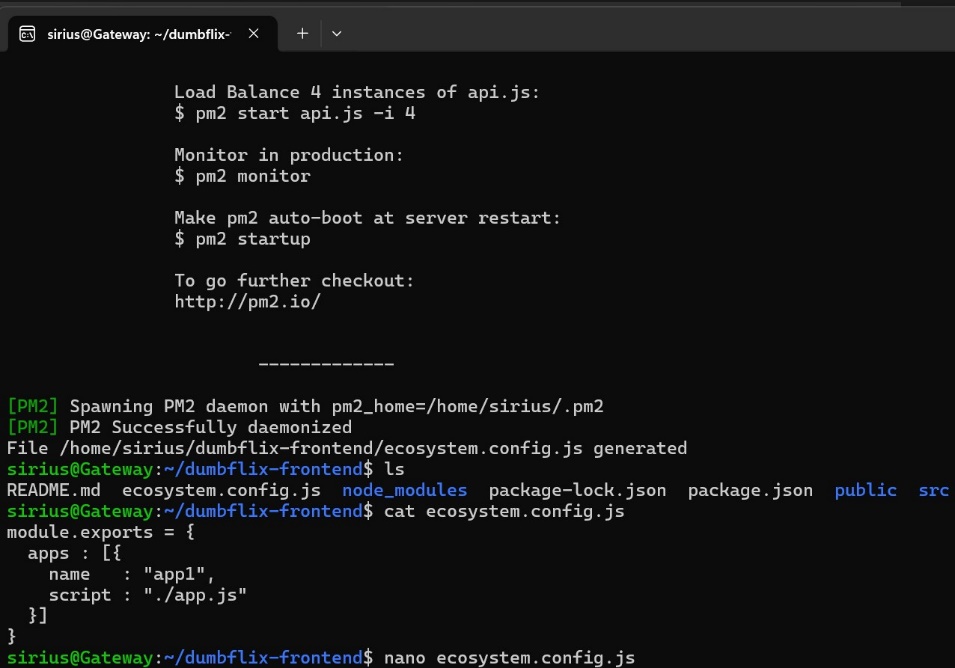 sirius@Gateway: ~/dumbflix-
Load Balance 4 instances of api.js:
$ pm2 start api.js -i 4
Monitor in production:
$ pm2 monitor
Make pm2 auto-boot at server restart:
$ pm2 startup
To go further checkout:
http://pm2.io/
-------------
[PM2] Spawning PM2 daemon with pm2_home=/home/sirius/.pm2
[PM2] PM2 Successfully daemonized
File /home/sirius/dumbflix-frontend/ecosystem.config.js generated
sirius@Gateway:~/dumbflix-frontend$ ls
README.md  ecosystem.config.js  node_modules  package-lock.json  package.json  public  src
sirius@Gateway:~/dumbflix-frontend$ cat ecosystem.config.js
module.exports = {
  apps : [{
    name   : "app1",
    script : "./app.js"
  }]
}
sirius@Gateway:~/dumbflix-frontend$ nano ecosystem.config.js